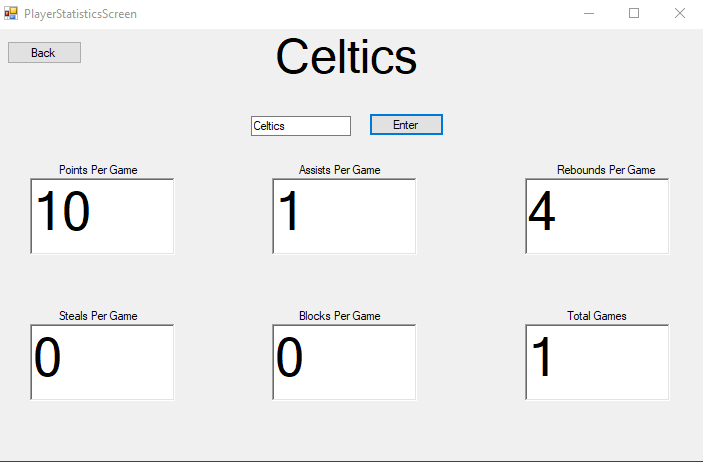 PlayerStatisticsScreen
Back
Celtics
Celtics
Enter
Points Per Game
Assists Per Game
Rebounds Per Game
10
1
4
Steals Per Game
Blocks Per Game
Total Games
0
0
1